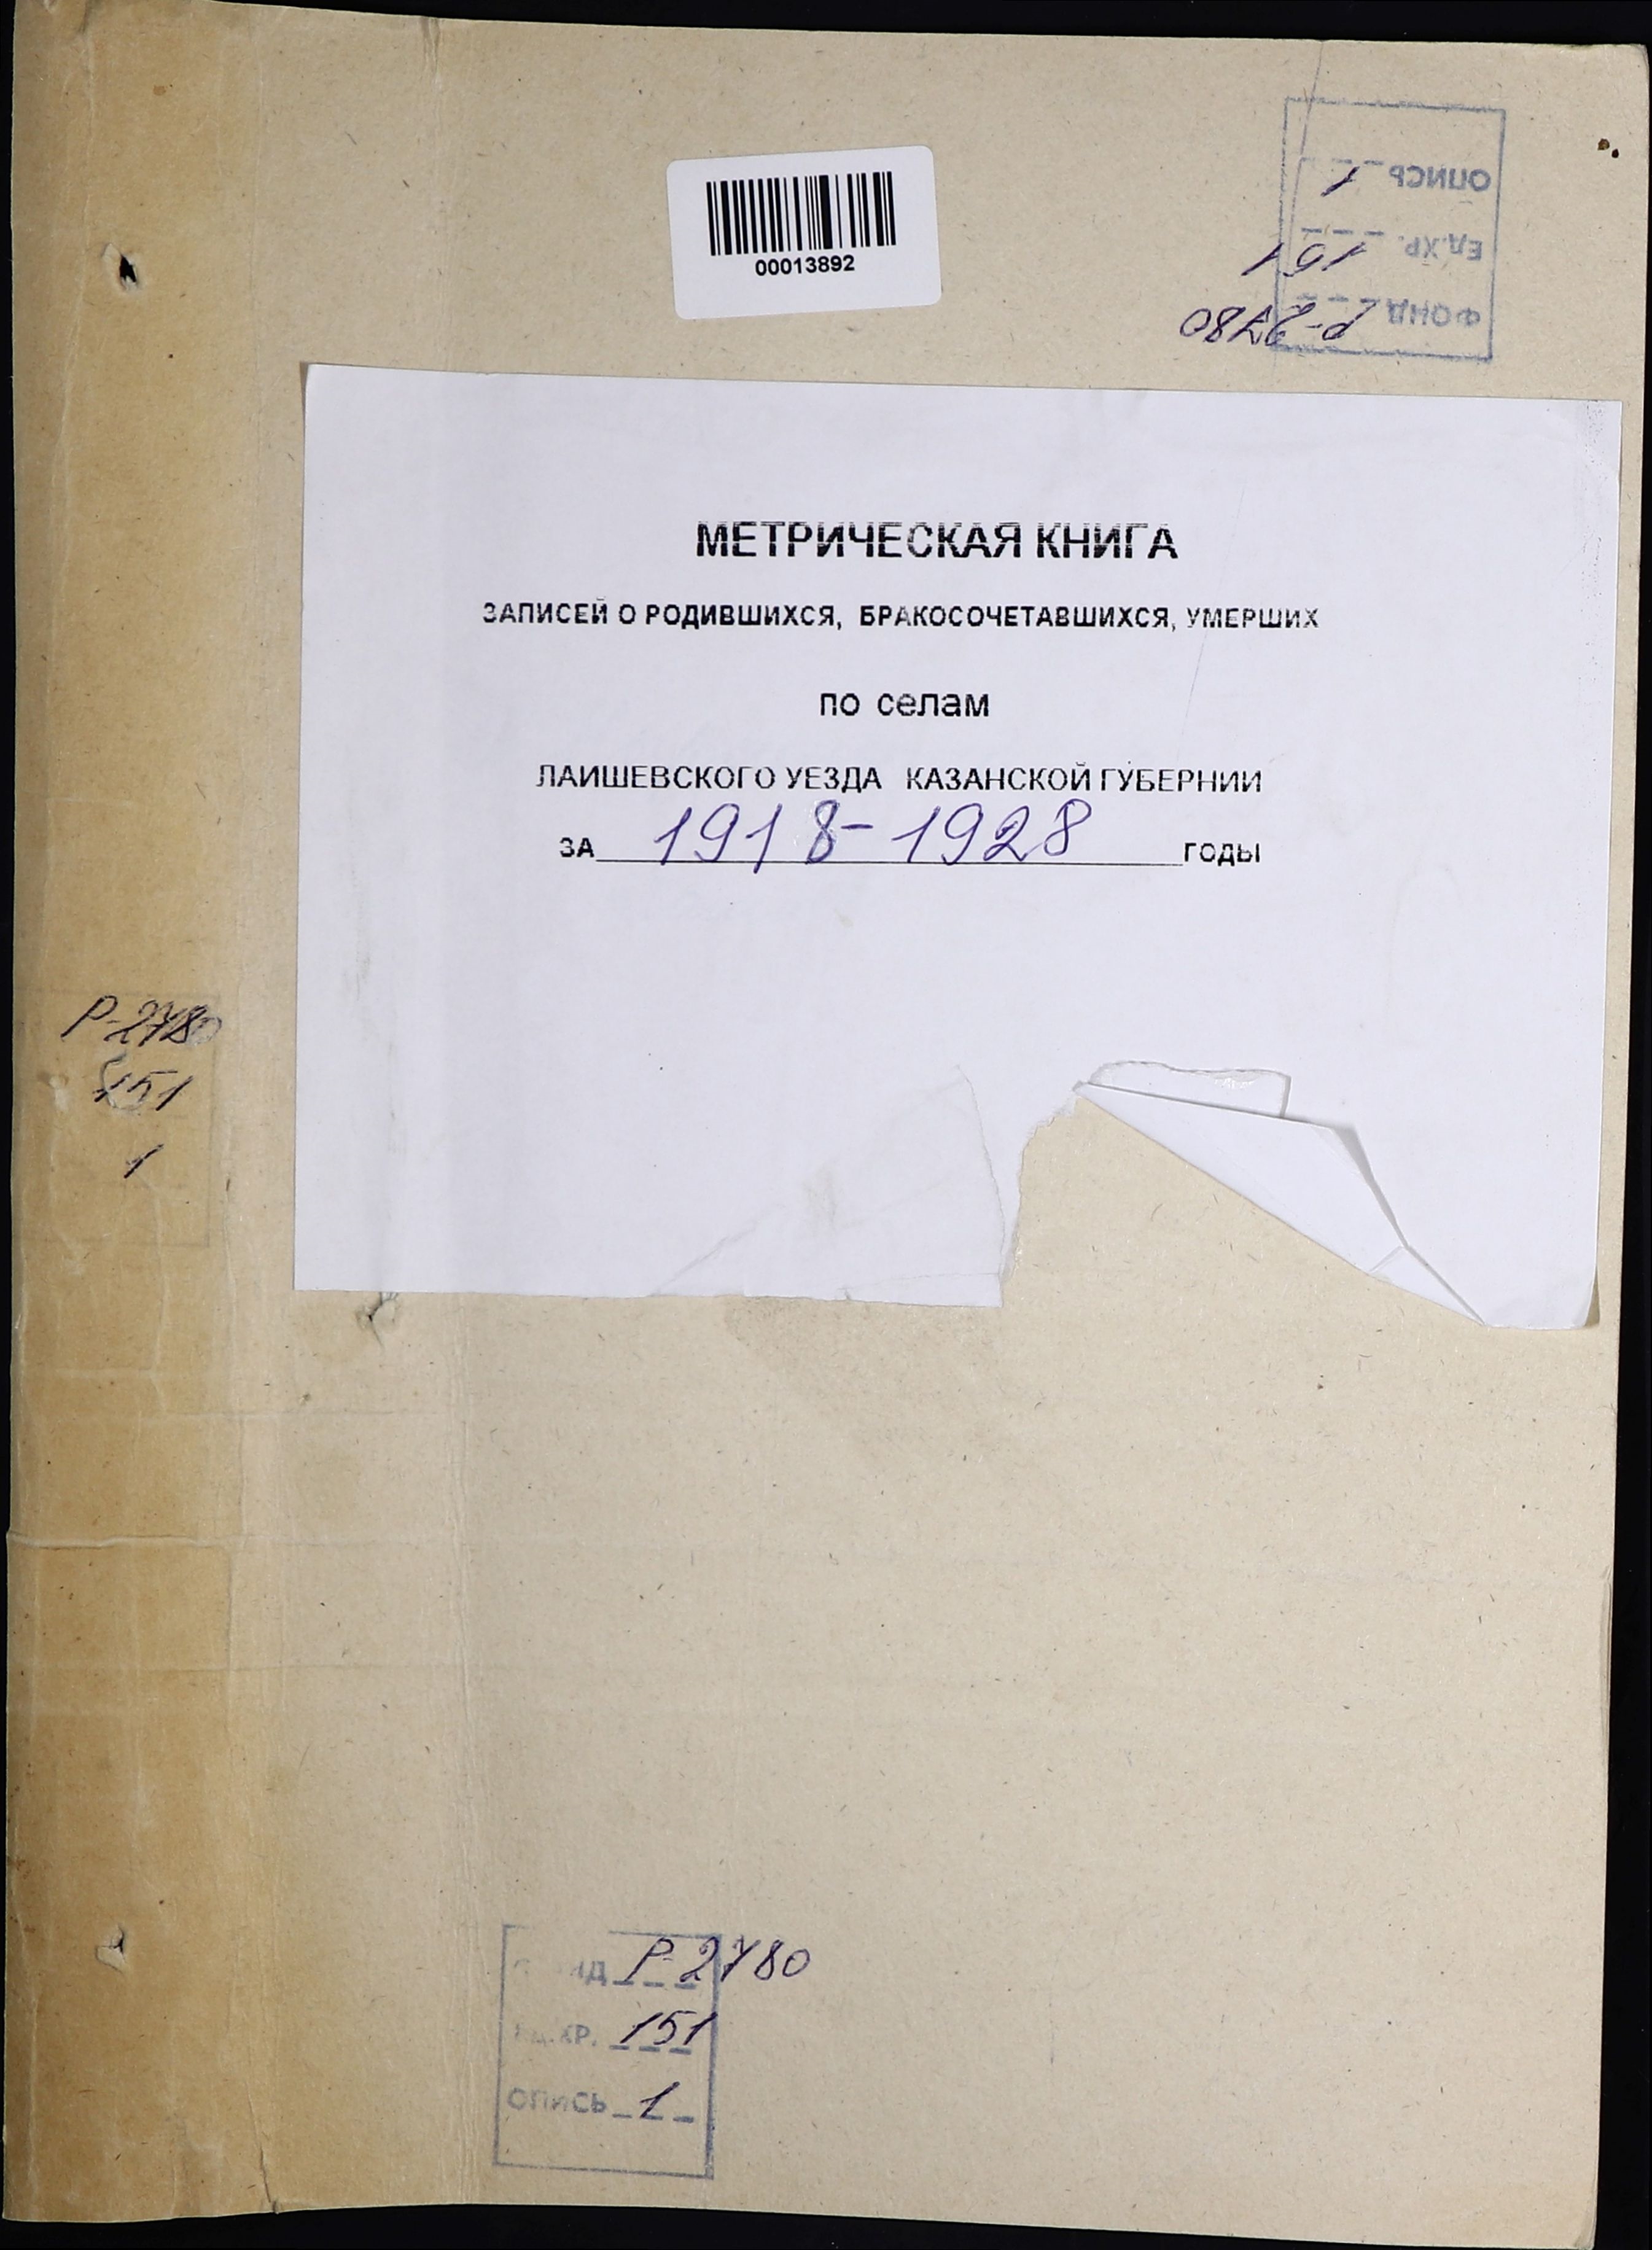 00013892
ОПИСЬ 1
ЕД.ХР. 151
ФОНД Р-2780
МЕТРИЧЕСКАЯ КНИГА
ЗАПИСЕЙ О РОДИВШИХСЯ, БРАКОСОЧЕТАВШИХСЯ, УМЕРШИХ
по селам
ЛАИШЕВСКОГО УЕЗДА КАЗАНСКОЙ ГУБЕРНИИ
ЗА 1918-1928 ГОДЫ
Р-2780
151
1
ФОНД Р-2780
ЕД.ХР. 151
ОПИСЬ 1